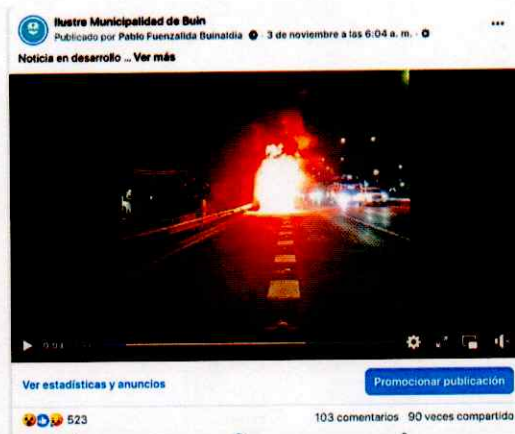 Ilustre Municipalidad de Buin
Publicado por Pablo Fuenzalida Buinaldia · 3 de noviembre a las 6:04 a. m. ·
Noticia en desarrollo ... Ver más
Ver estadísticas y anuncios
Promocionar publicación
523
103 comentarios 90 veces compartido